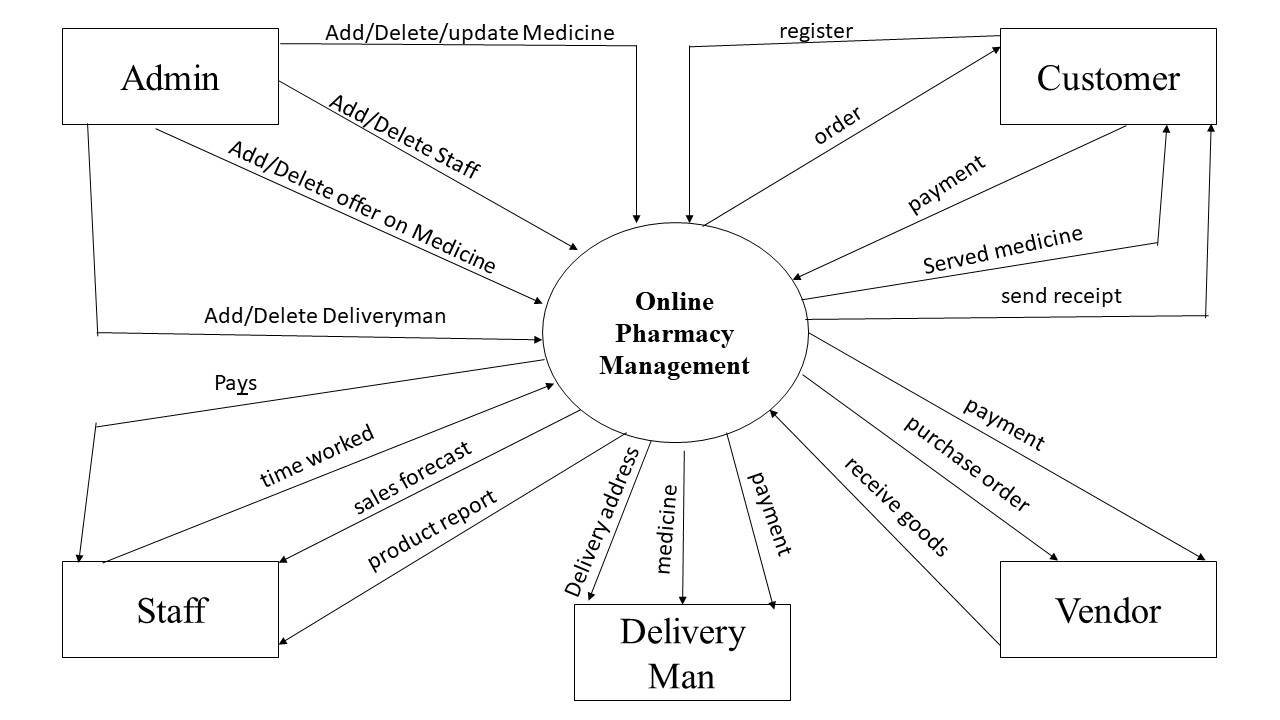 Add/Delete/update Medicine
register
Admin
Customer
Add/Delete Staff
order
Add/Delete offer on Medicine
payment
Served medicine
send receipt
Add/Delete Deliveryman
Online
Pharmacy
Management
Pays
time worked
sales forecast
product report
Delivery address
medicine
payment
receive goods
purchase order
payment
Staff
Delivery
Man
Vendor